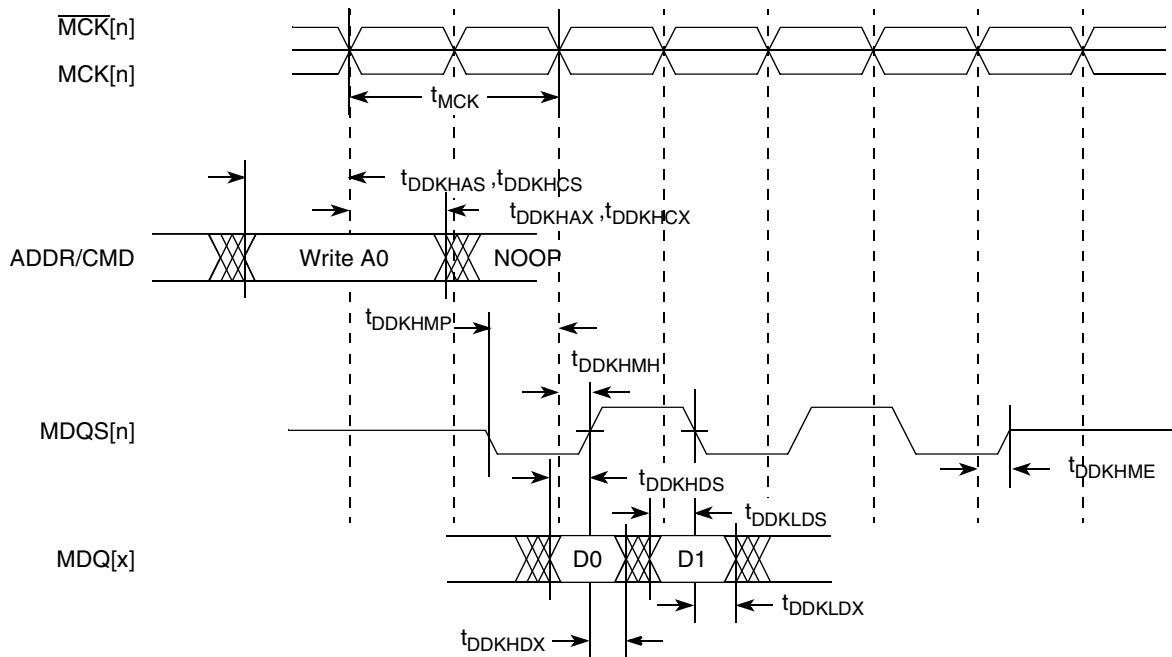 MCK[n]
MCK[n]
tMCK
tDDKHAS ,tDDKHCS
tDDKHAX ,tDDKHCX
ADDR/CMD
Write A0
NOOP
tDDKHMP
tDDKHMH
MDQS[n]
tDDKHME
tDDKHDS
tDDKLDS
MDQ[x]
D0
D1
tDDKLDX
tDDKHDX